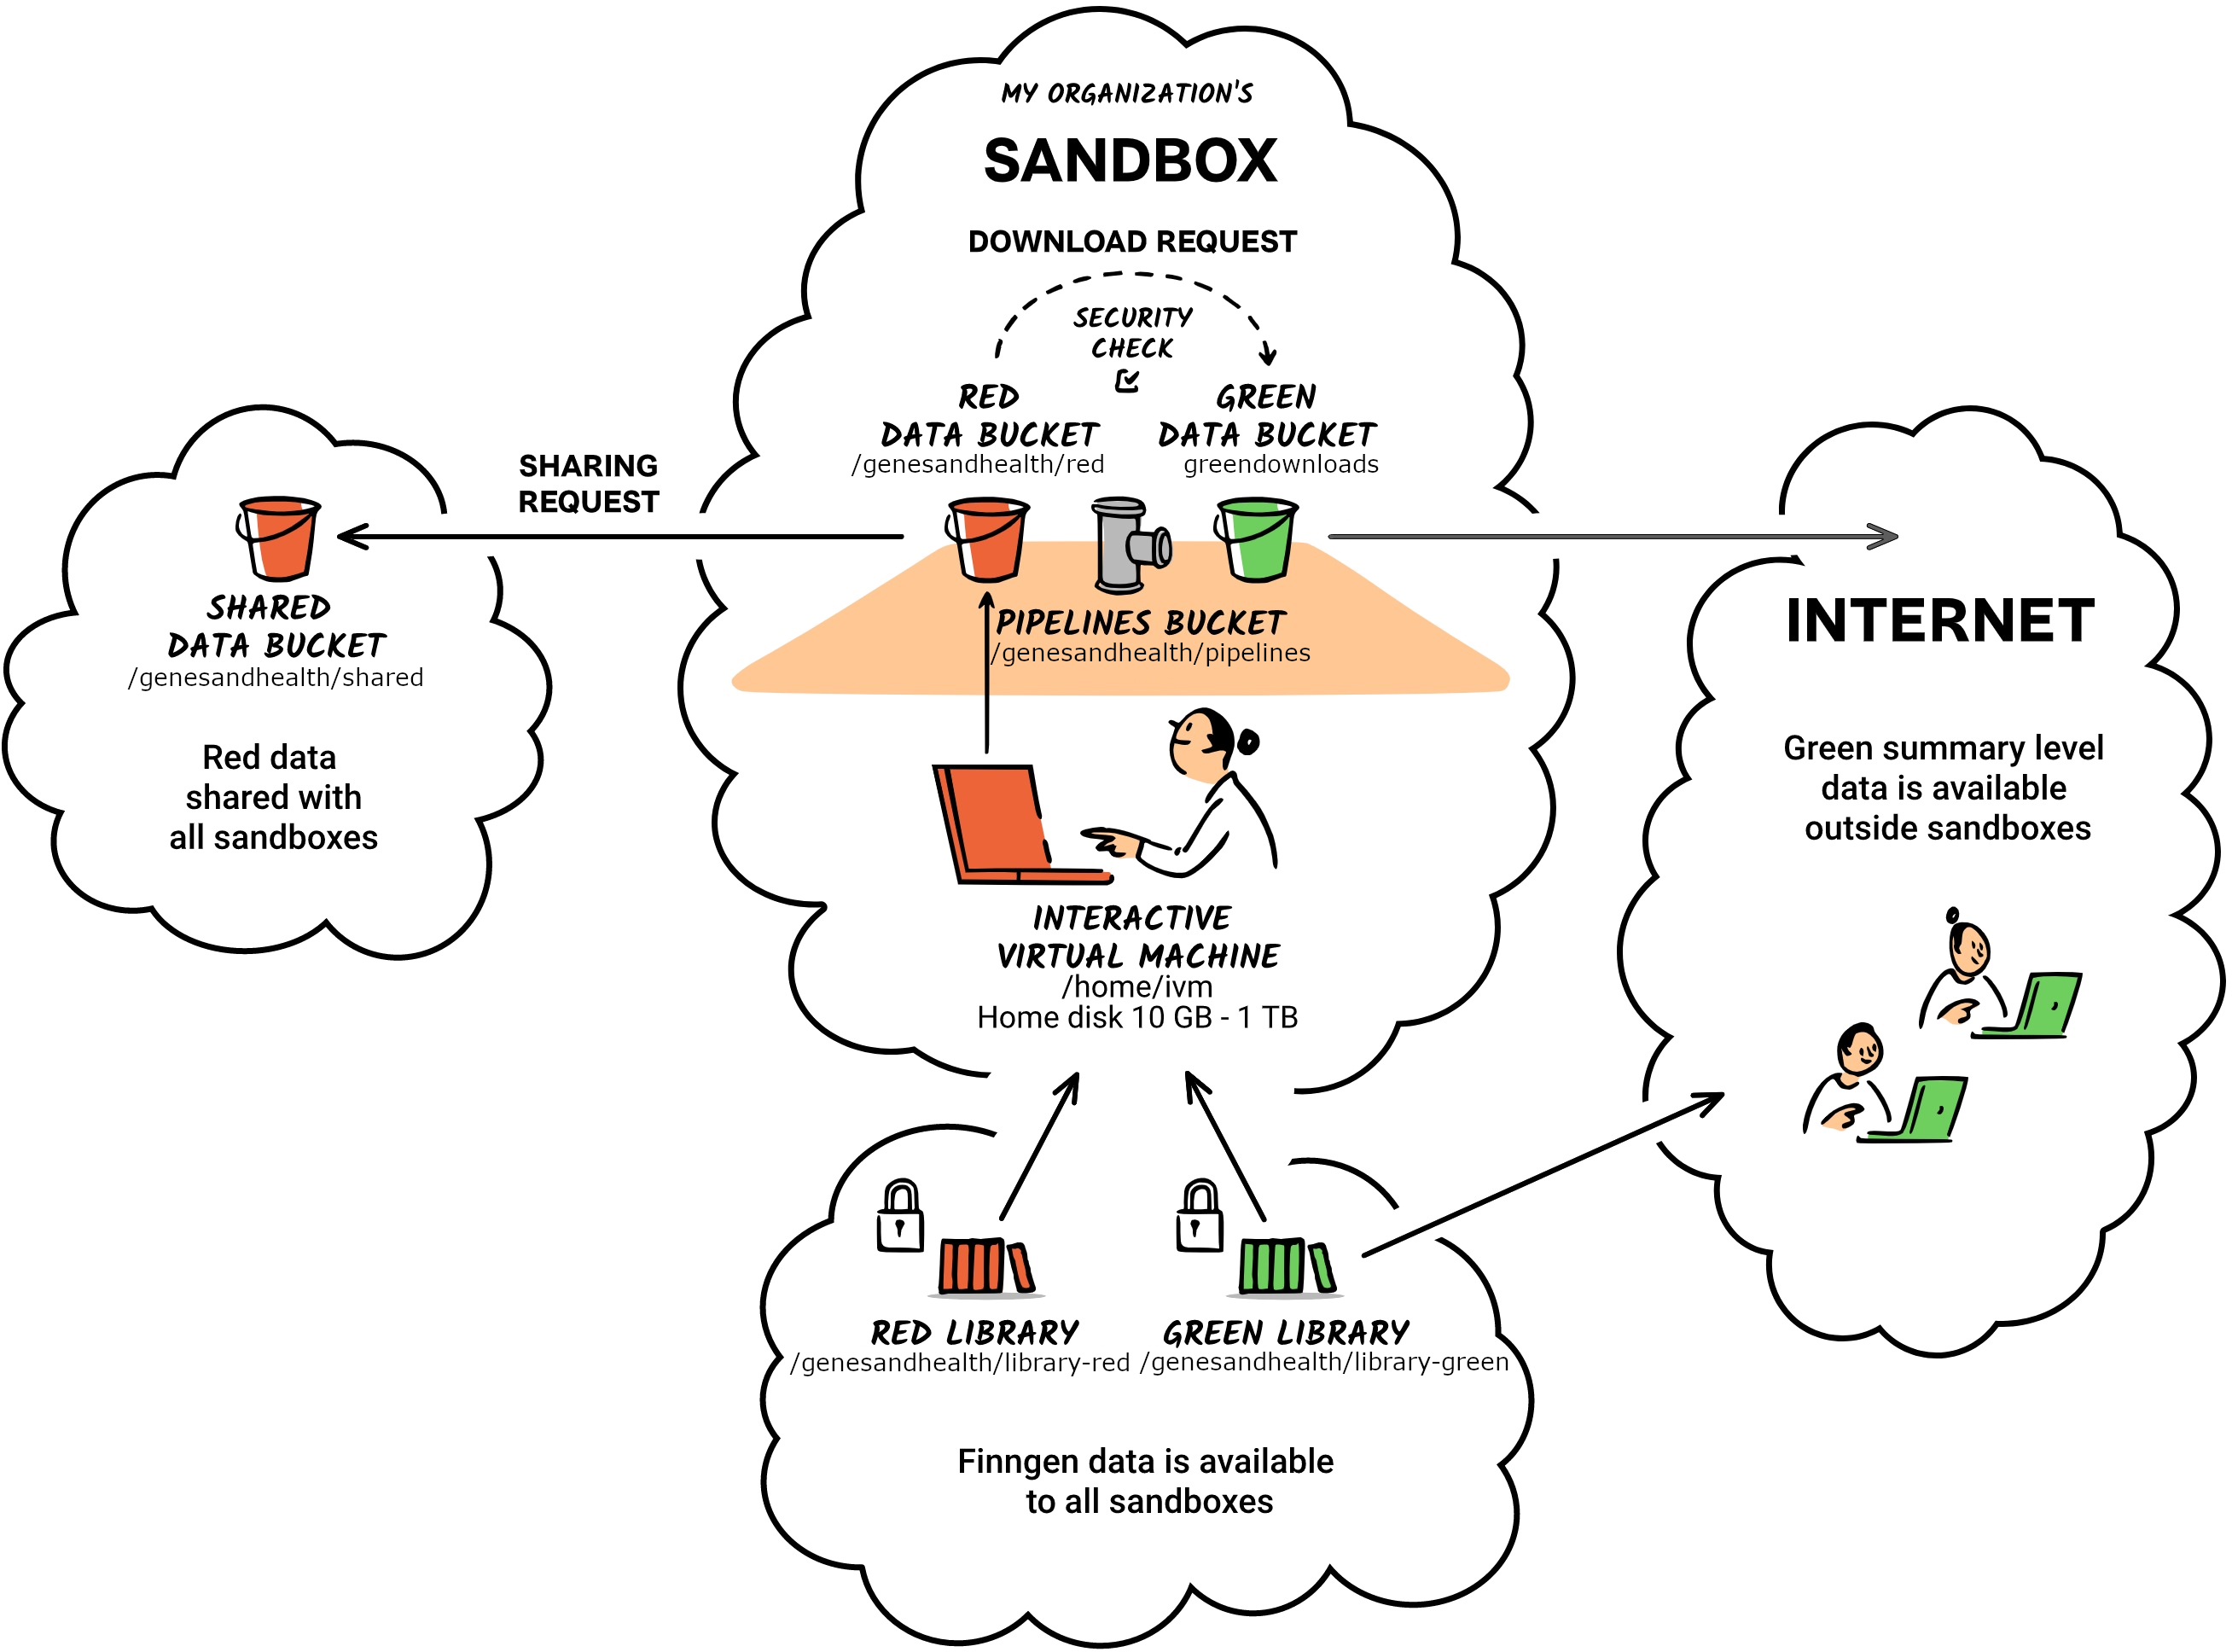 MY ORGANIZATION'S
SANDBOX
DOWNLOAD REQUEST
SECURITY
CHECK
RED
DATA BUCKET
/genesandhealth/red
GREEN
DATA BUCKET
greendownloads
SHARING
REQUEST
SHARED
DATA BUCKET
/genesandhealth/shared
Red data
shared with
all sandboxes
PIPELINES BUCKET
/genesandhealth/pipelines
INTERACTIVE
VIRTUAL MACHINE
/home/ivm
Home disk 10 GB - 1 TB
INTERNET
Green summary level
data is available
outside sandboxes
RED LIBRARY
/genesandhealth/library-red
GREEN LIBRARY
/genesandhealth/library-green
Finngen data is available
to all sandboxes